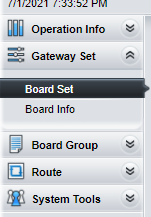 7/1/2021 7:33:52 PM
Operation Info
Gateway Set
Board Set
Board Info
Board Group
Route
System Tools